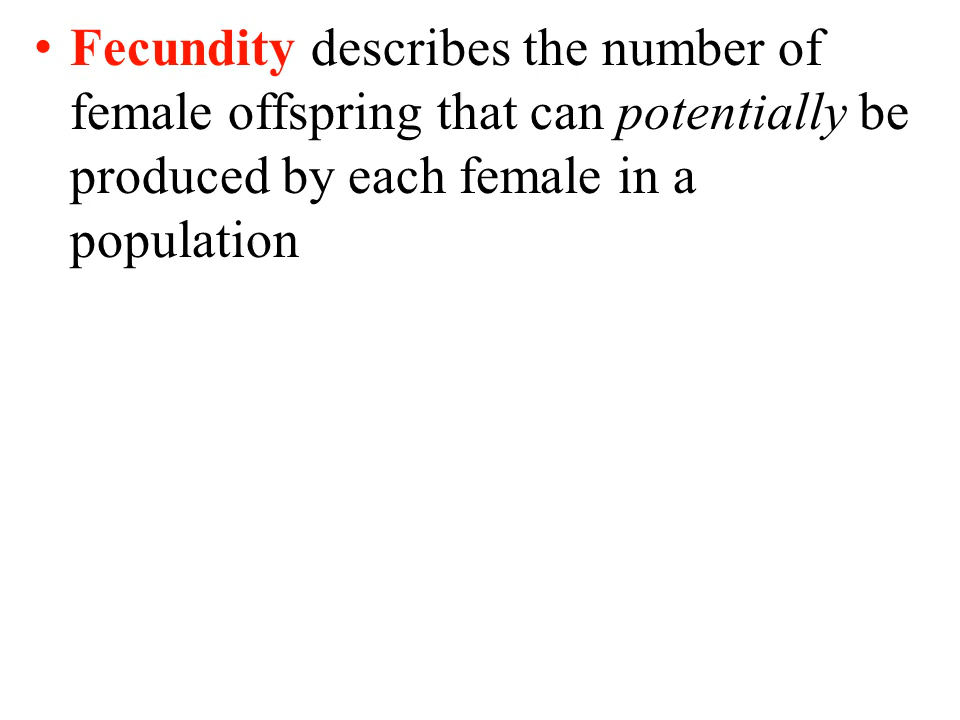 • Fecundity describes the number of
female offspring that can potentially be
produced by each female in a
population